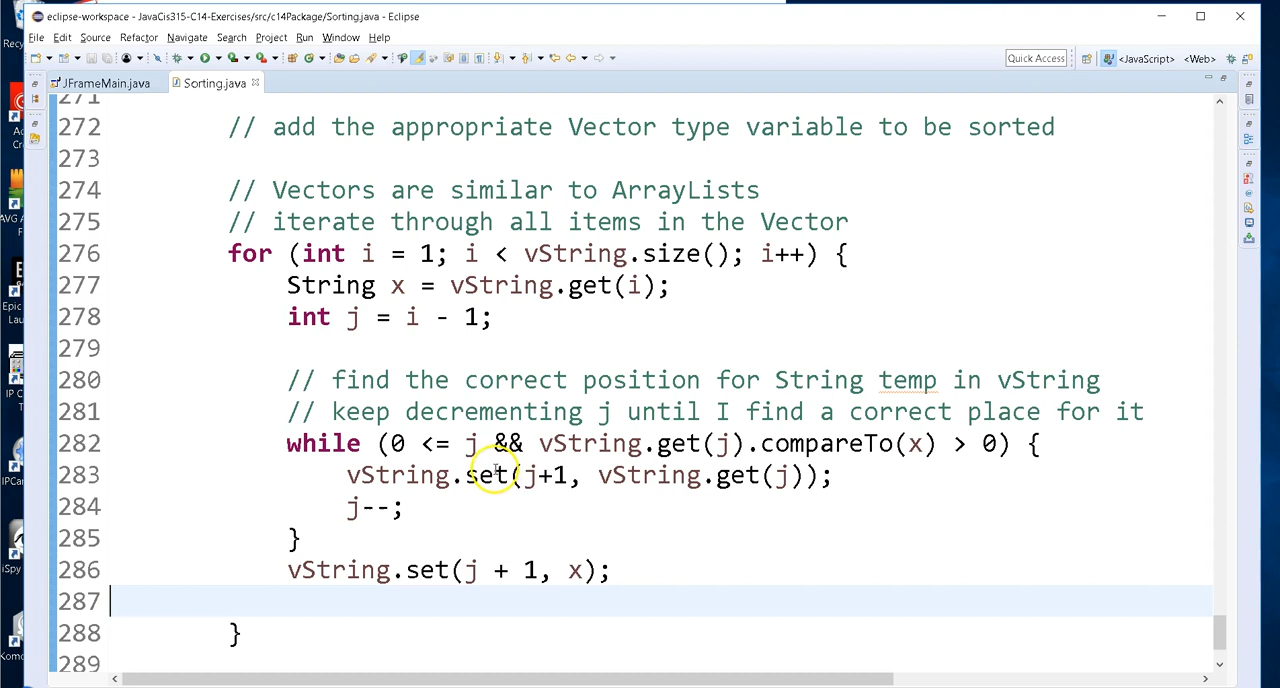 eclipse-workspace - JavaCis315-C14-Exercises/src/c14Package/Sorting.java - Eclipse
File Edit Source Refactor Navigate Search Project Run Window Help
Quick Access <JavaScript> <Web>
JFrameMain.java Sorting.java
271
272 // add the appropriate Vector type variable to be sorted
273
274 // Vectors are similar to ArrayLists
275 // iterate through all items in the Vector
276 for (int i = 1; i < vString.size(); i++) {
277 String x = vString.get(i);
278 int j = i - 1;
279
280 // find the correct position for String temp in vString
281 // keep decrementing j until I find a correct place for it
282 while (0 <= j && vString.get(j).compareTo(x) > 0) {
283 vString.set(j+1, vString.get(j));
284 j--;
285 }
286 vString.set(j + 1, x);
287
288 }
289